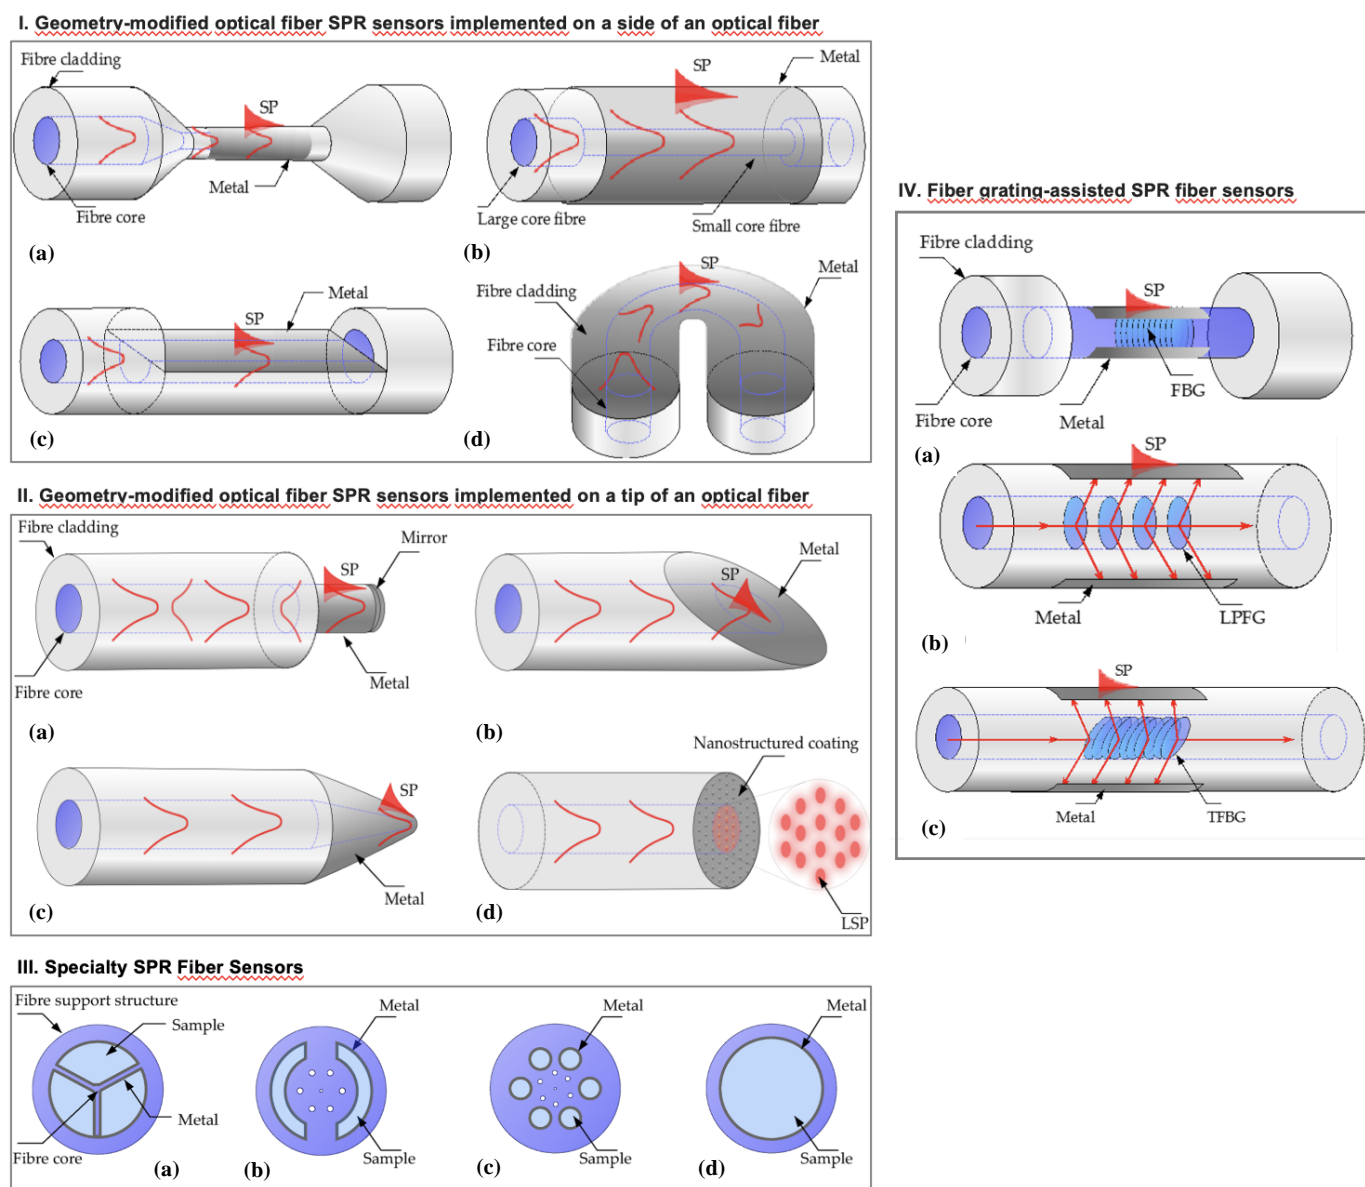 I. Geometry-modified optical fiber SPR sensors implemented on a side of an optical fiber
Fibre cladding
SP
Metal
Fibre core
(a)
SP
Metal
Large core fibre
Small core fibre
(b)
Metal
SP
(c)
SP
Metal
Fibre cladding
Fibre core
(d)
II. Geometry-modified optical fiber SPR sensors implemented on a tip of an optical fiber
Fibre cladding
Mirror
SP
Metal
Fibre core
(a)
Metal
SP
(b)
SP
Metal
(c)
Nanostructured coating
LSP
(d)
III. Specialty SPR Fiber Sensors
Fibre support structure
Sample
Metal
Fibre core
(a)
Metal
Sample
(b)
Metal
Sample
(c)
Metal
Sample
(d)
IV. Fiber grating-assisted SPR fiber sensors
Fibre cladding
SP
FBG
Fibre core
Metal
(a)
SP
Metal
LPFG
(b)
SP
Metal
TFBG
(c)